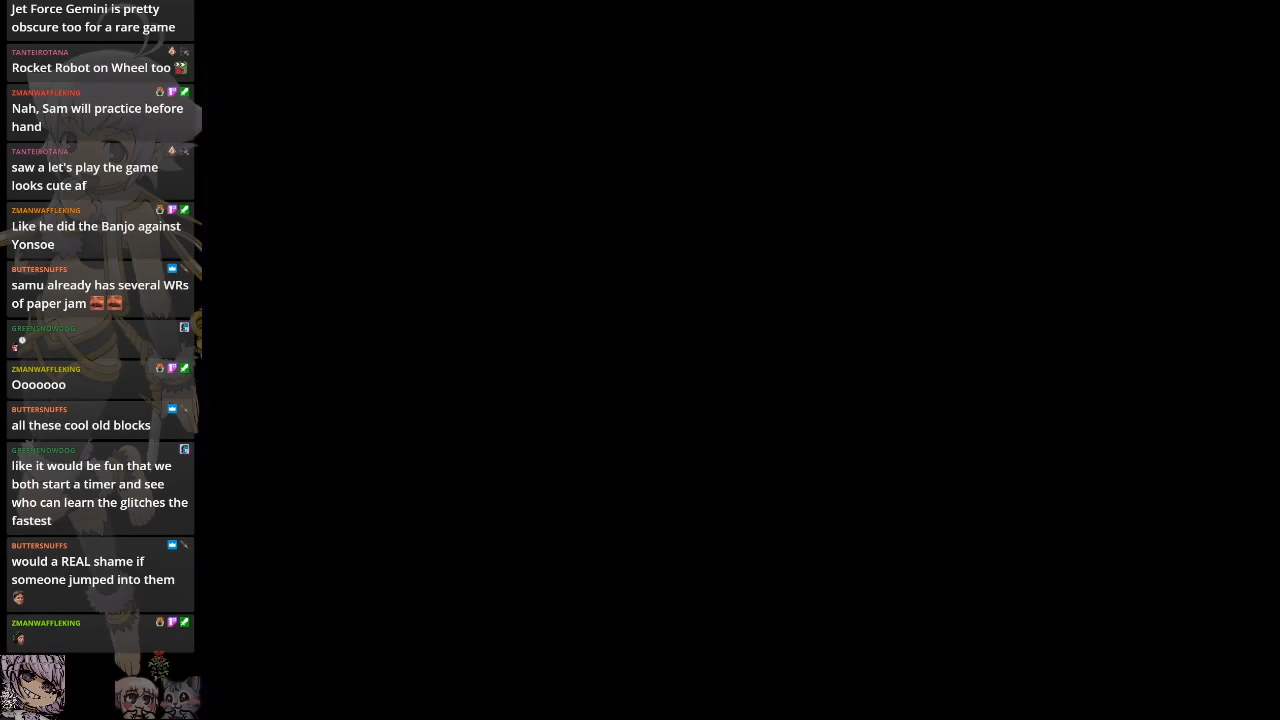 Jet Force Gemini is pretty
obscure too for a rare game
TANTEIROTANA
Rocket Robot on Wheel too
ZMANWAFFLEKING
Nah, Sam will practice before
hand
TANTEIROTANA
saw a let's play the game
looks cute af
ZMANWAFFLEKING
Like he did the Banjo against
Yonsoe
BUTTERSNUFFS
samu already has several WRs
of paper jam
GREENSNOWDOG
ZMANWAFFLEKING
Ooooooo
BUTTERSNUFFS
all these cool old blocks
GREENSNOWDOG
like it would be fun that we
both start a timer and see
who can learn the glitches the
fastest
BUTTERSNUFFS
would a REAL shame if
someone jumped into them
ZMANWAFFLEKING